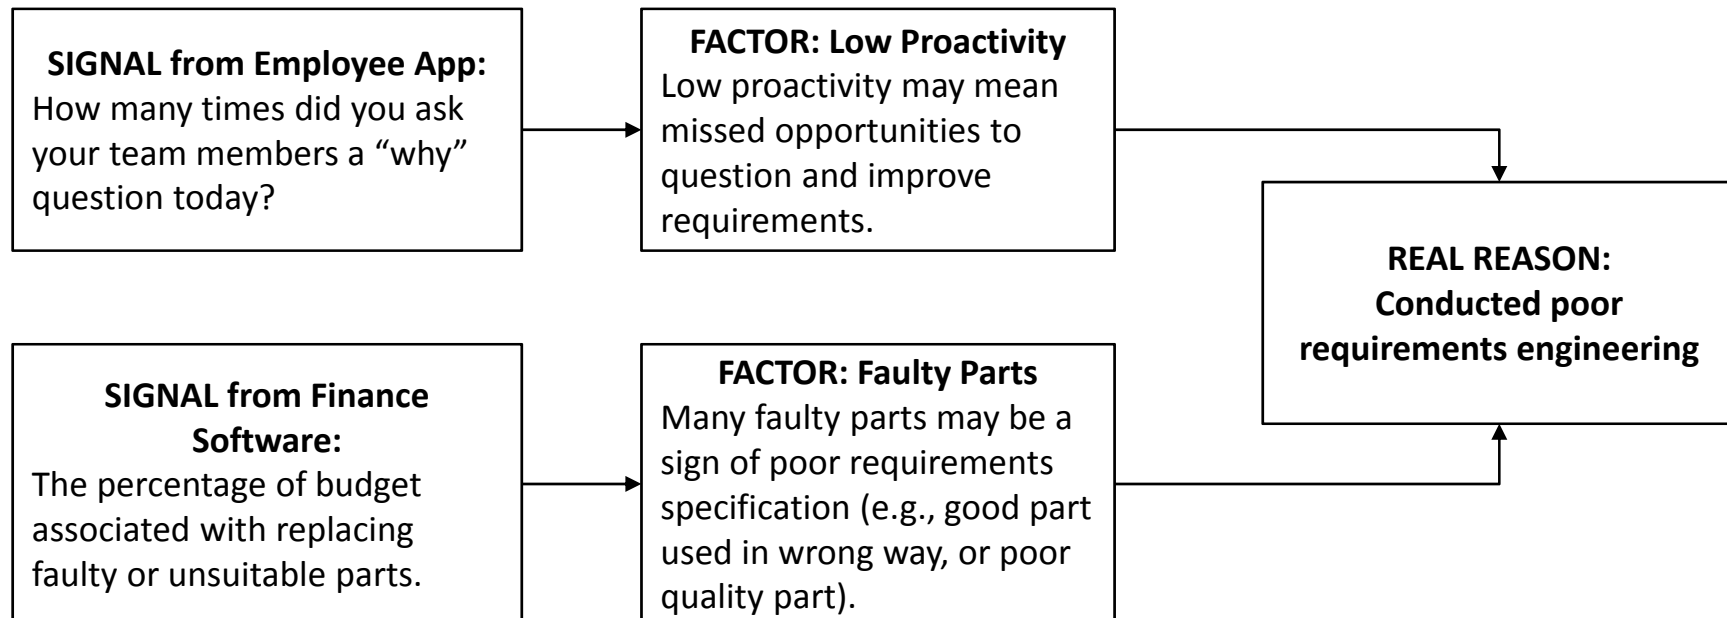 SIGNAL from Employee App:
How many times did you ask
your team members a “why”
question today?
FACTOR: Low Proactivity
Low proactivity may mean
missed opportunities to
question and improve
requirements.
REAL REASON:
Conducted poor
requirements engineering
SIGNAL from Finance
Software:
The percentage of budget
associated with replacing
faulty or unsuitable parts.
FACTOR: Faulty Parts
Many faulty parts may be a
sign of poor requirements
specification (e.g., good part
used in wrong way, or poor
quality part).